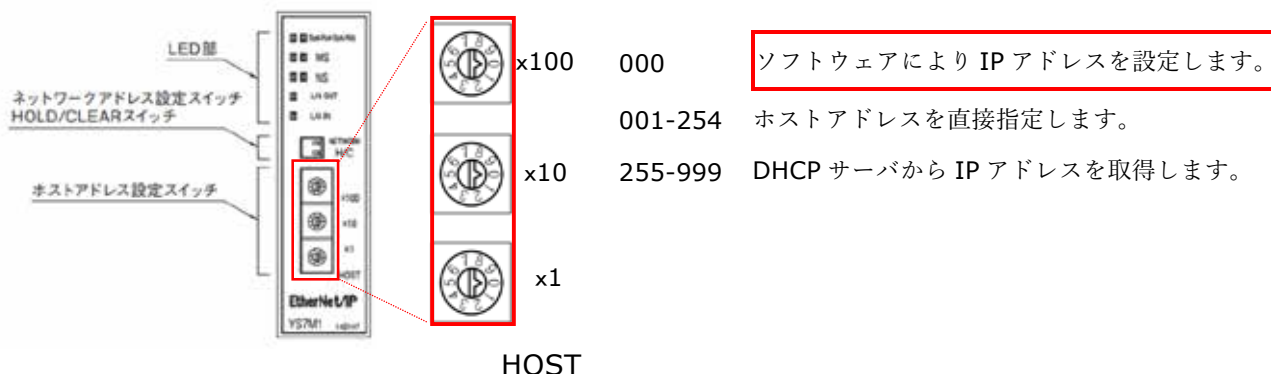 LED部
ネットワークアドレス設定スイッチ
HOLD/CLEARスイッチ
ホストアドレス設定スイッチ
MS
NS
L/A OUT
L/A IN
NETWORK
H/C
x100
x10
x1
HOST
EtherNet/IP
YS7M1
x100
x10
x1
HOST
000 ソフトウェアにより IP アドレスを設定します。
001-254 ホストアドレスを直接指定します。
255-999 DHCP サーバから IP アドレスを取得します。